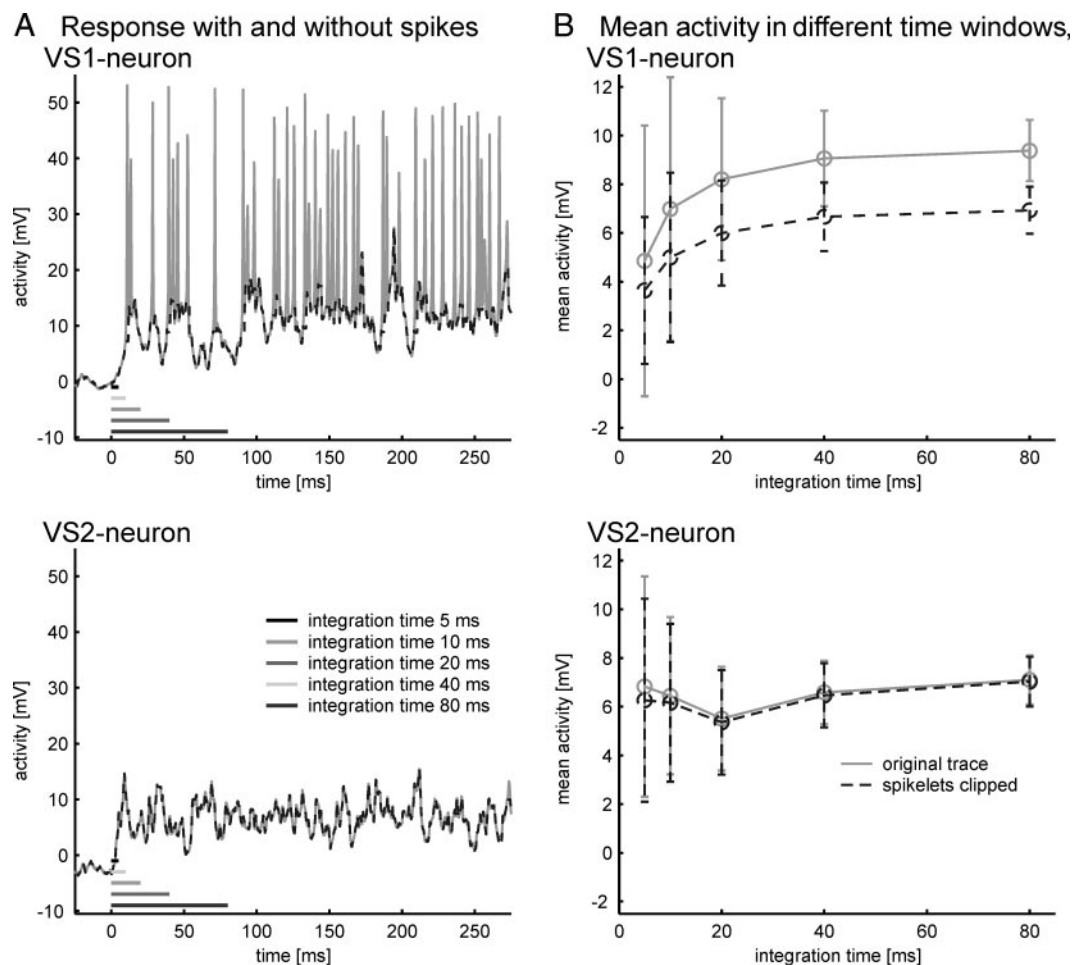 A Response with and without spikes
VS1-neuron
activity [mV]
50
40
30
20
10
0
-10
0 50 100 150 200 250
time [ms]
B Mean activity in different time windows,
VS1-neuron
mean activity [mV]
12
10
8
6
4
2
0
-2
0 20 40 60 80
integration time [ms]
VS2-neuron
activity [mV]
50
40
30
20
10
0
-10
integration time 5 ms
integration time 10 ms
integration time 20 ms
integration time 40 ms
integration time 80 ms
0 50 100 150 200 250
time [ms]
VS2-neuron
mean activity [mV]
12
10
8
6
4
2
0
-2
original trace
spikelets clipped
0 20 40 60 80
integration time [ms]